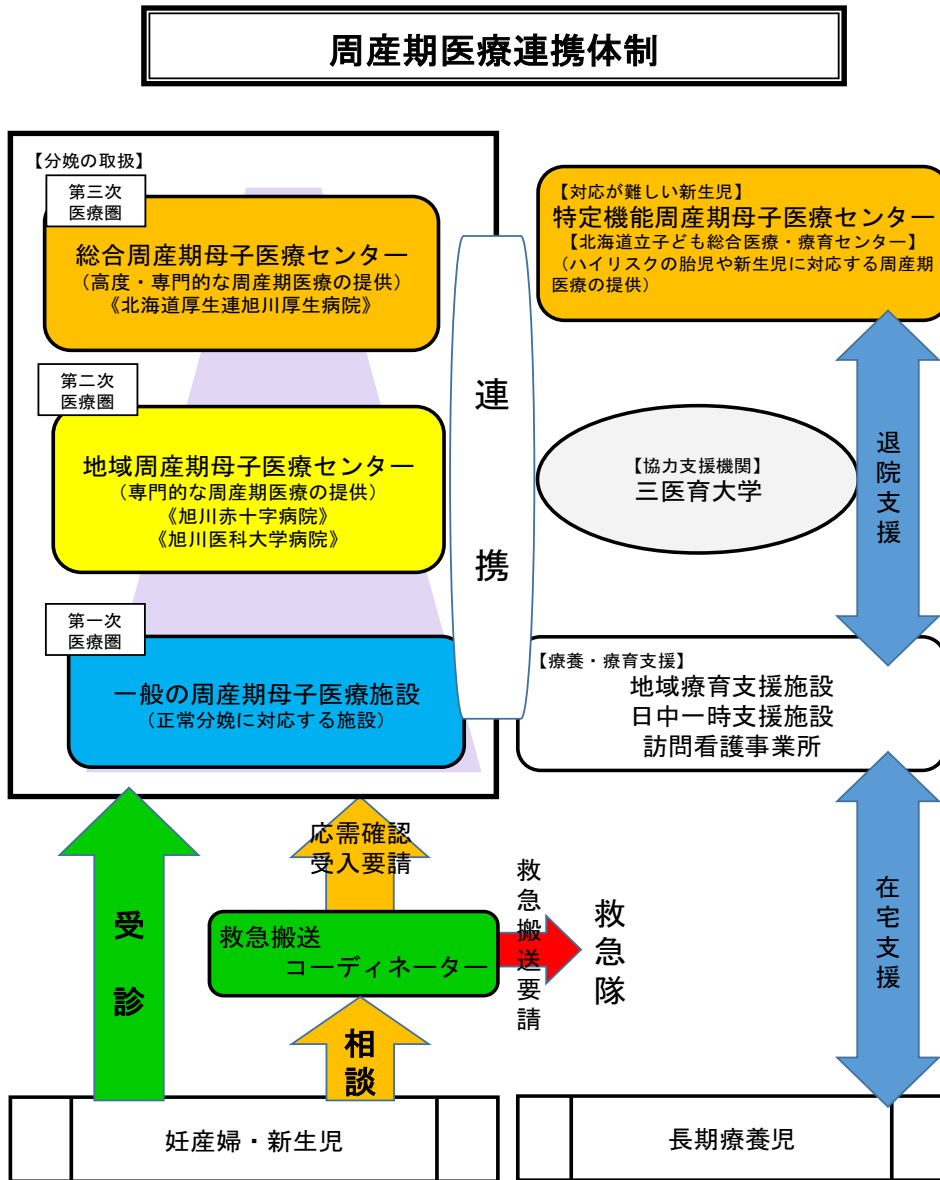 周産期医療連携体制
【分娩の取扱】
第三次
医療圏
総合周産期母子医療センター
（高度・専門的な周産期医療の提供）
《北海道厚生連旭川厚生病院》
第二次
医療圏
地域周産期母子医療センター
（専門的な周産期医療の提供）
《旭川赤十字病院》
《旭川医科大学病院》
第一次
医療圏
一般の周産期母子医療施設
（正常分娩に対応する施設）
連携
【対応が難しい新生児】
特定機能周産期母子医療センター
【北海道立子ども総合医療・療育センター】
（ハイリスクの胎児や新生児に対応する周産期
医療の提供）
【協力支援機関】
三医育大学
退院支援
【療養・療育支援】
地域療育支援施設
日中一時支援施設
訪問看護事業所
受診
応需確認
受入要請
救急搬送
コーディネーター
救急搬送要請
救急隊
相談
在宅支援
妊産婦・新生児
長期療養児